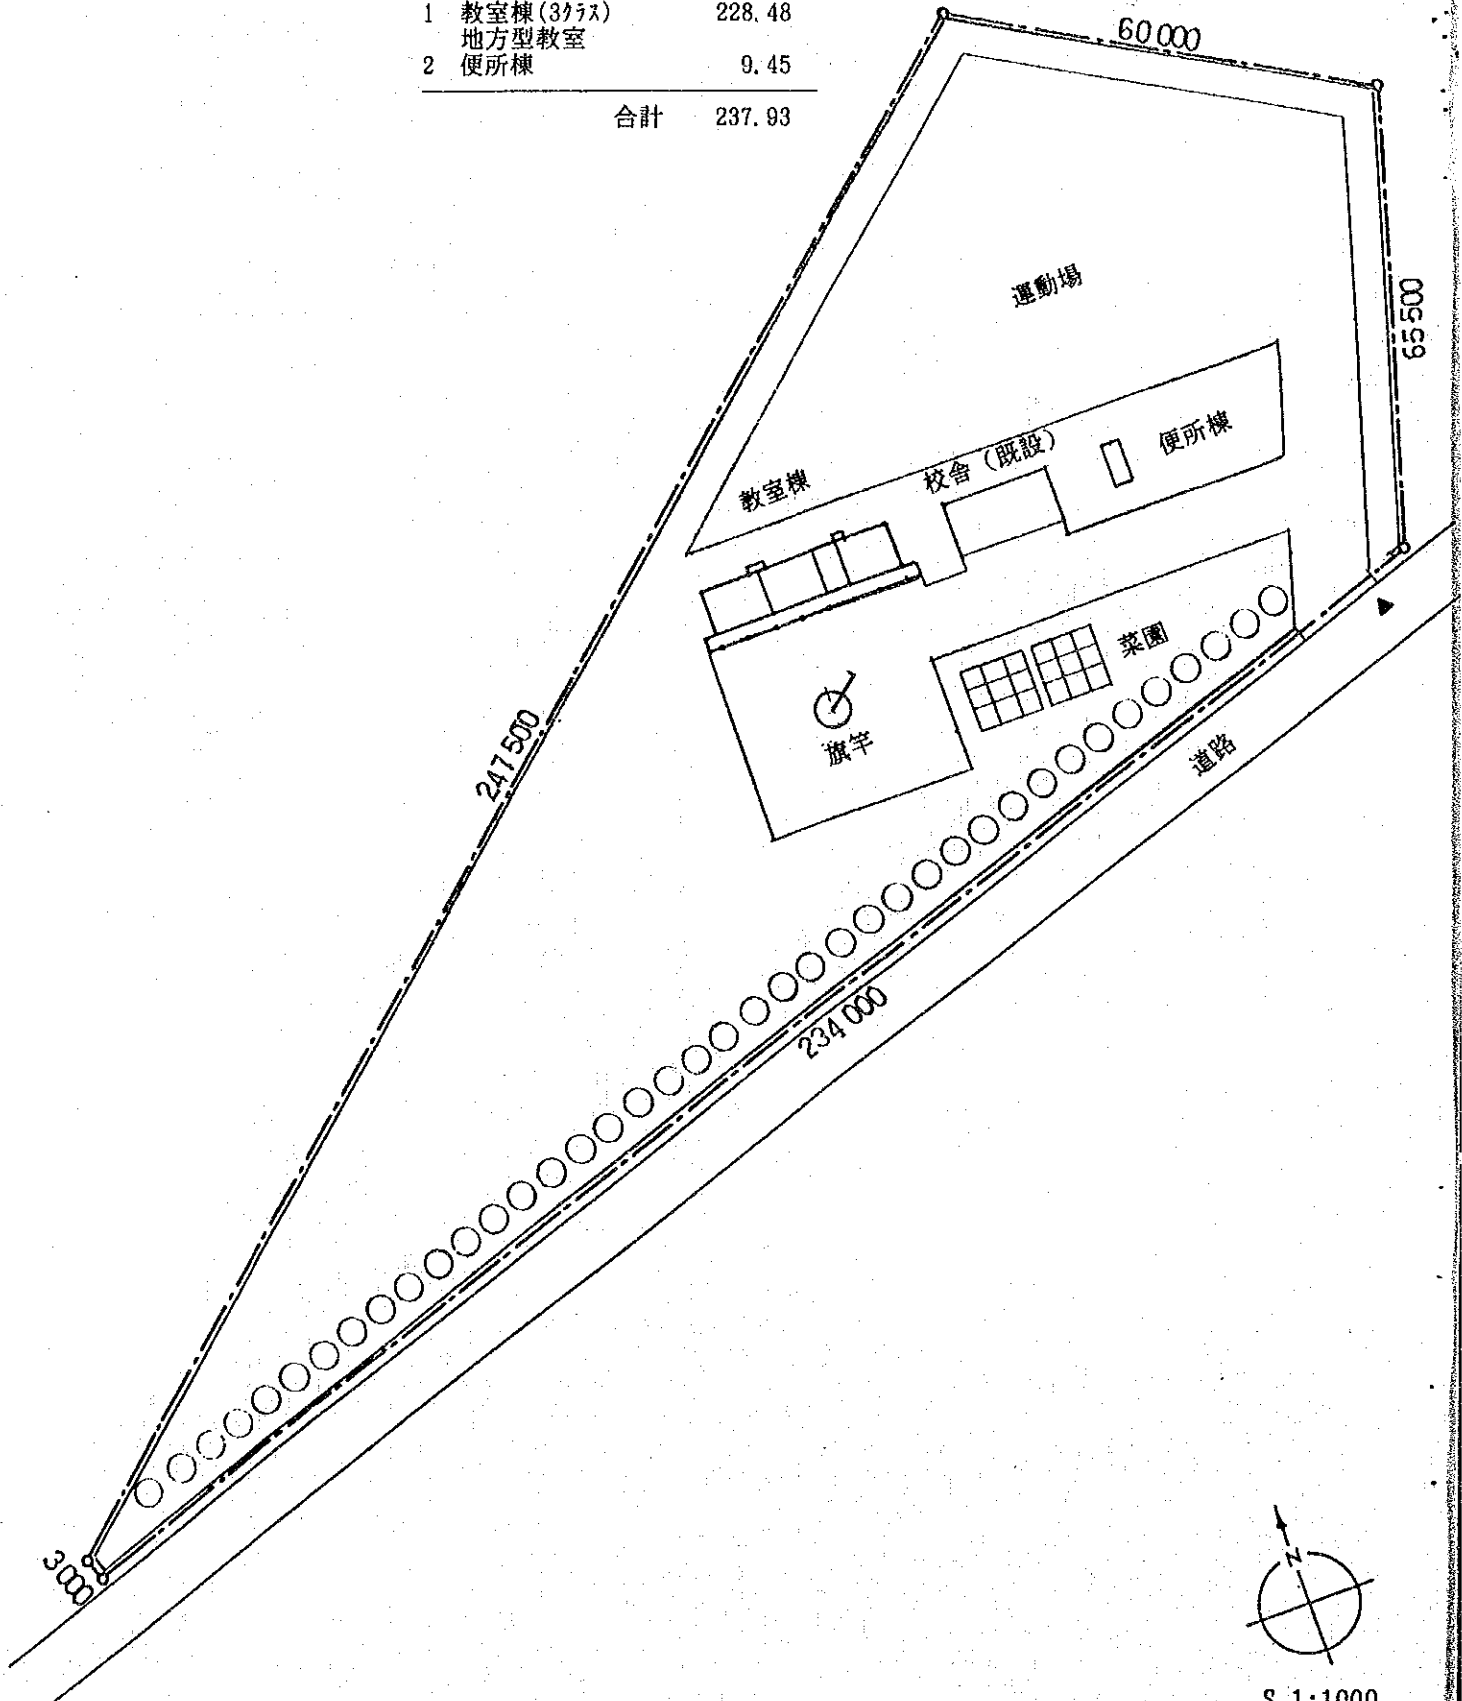 1 教室棟(3クラス) 228.48
地方型教室
2 便所棟 9.45
合計 237.93
60000
運動場
65500
教室棟
校舎（既設）
便所棟
菜園
旗竿
247500
道路
234000
3000
N
S 1:1000